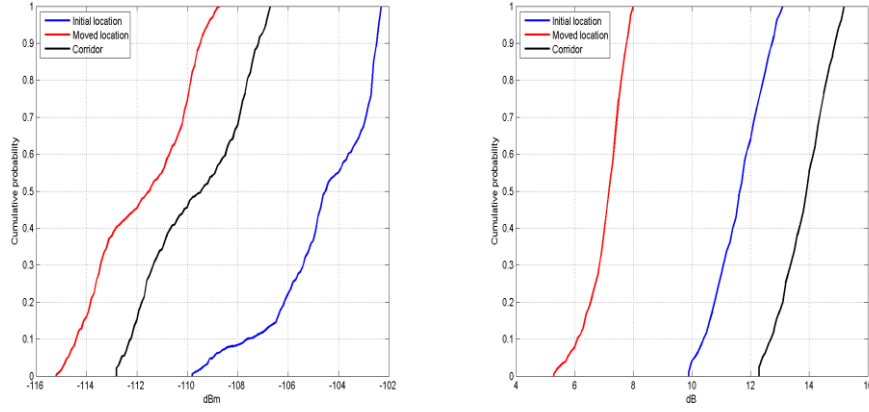 Initial location
Moved location
Corridor
Cumulative probability
1
0.9
0.8
0.7
0.6
0.5
0.4
0.3
0.2
0.1
0
-116 -114 -112 -110 -108 -106 -104 -102
dBm
Initial location
Moved location
Corridor
Cumulative probability
1
0.9
0.8
0.7
0.6
0.5
0.4
0.3
0.2
0.1
0
4 6 8 10 12 14 16
dB